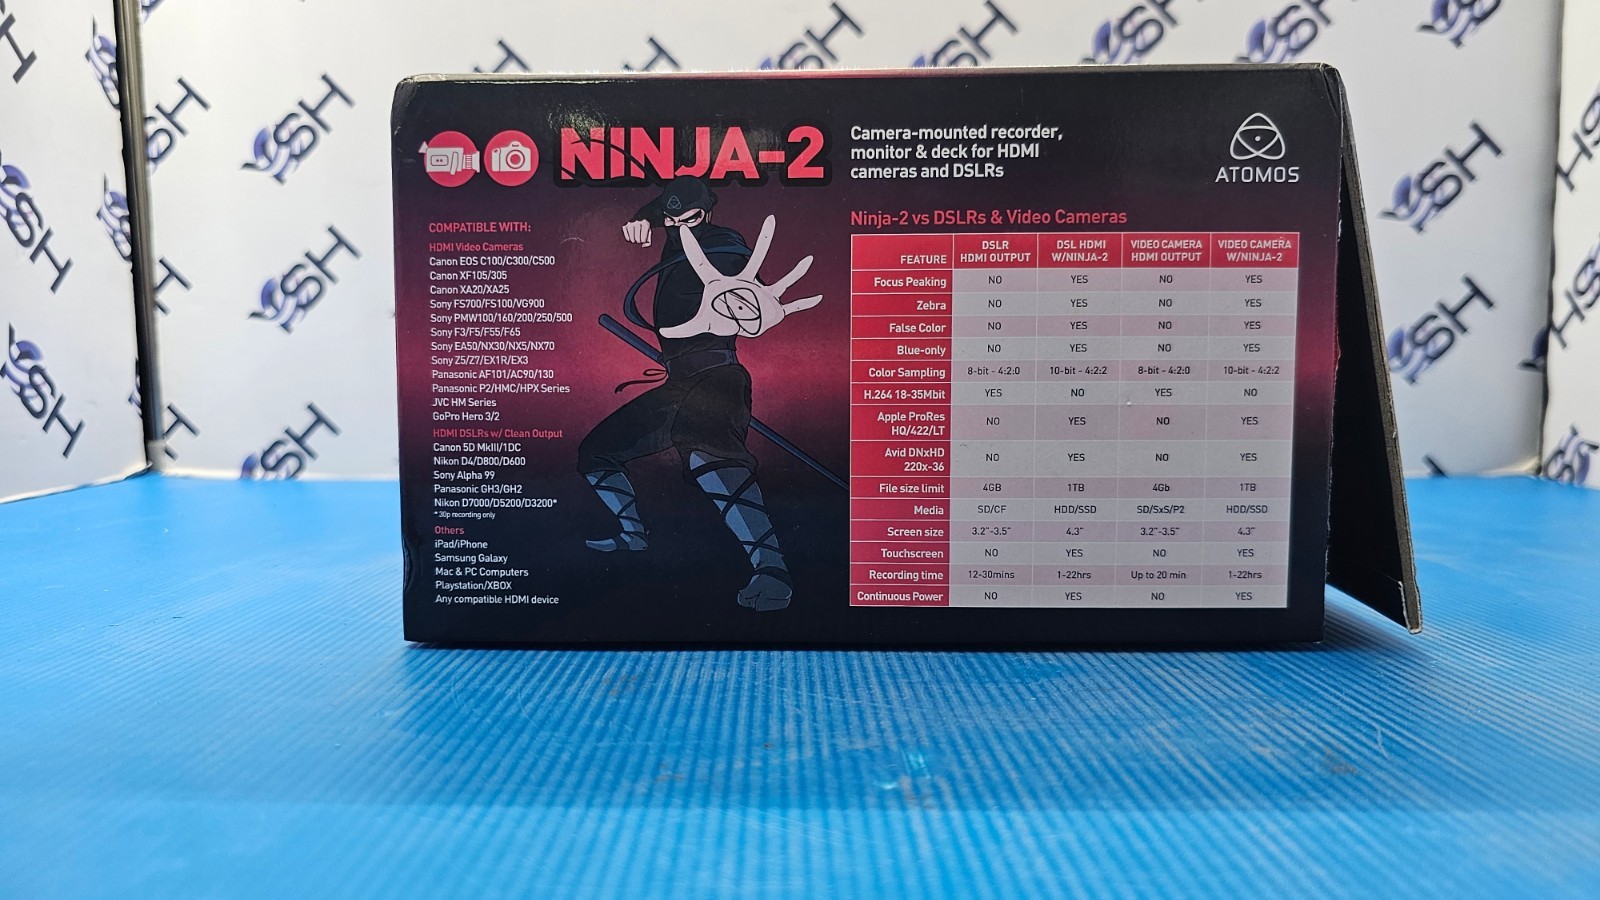 NINJA-2
Camera-mounted recorder,
monitor & deck for HDMI
cameras and DSLRs
ATOMOS
COMPATIBLE WITH:
HDMI Video Cameras
Canon EOS C100/C300/C500
Canon XF105/305
Canon XA20/XA25
Sony FS700/FS100/VG900
Sony PMW100/160/200/250/500
Sony F3/F5/F55/F65
Sony EA50/NX30/NX5/NX70
Sony Z5/Z7/EX1R/EX3
Panasonic AF101/AC90/130
Panasonic P2/HMC/HPX Series
JVC HM Series
GoPro Hero 3/2
HDMI DSLRs w/ Clean Output
Canon 5D MkIII/1DC
Nikon D4/D800/D600
Sony Alpha 99
Panasonic GH3/GH2
Nikon D7000/D5200/D3200*
*30p recording only
Others
iPad/iPhone
Samsung Galaxy
Mac & PC Computers
Playstation/XBOX
Any compatible HDMI device
Ninja-2 vs DSLRs & Video Cameras
FEATURE DSLR HDMI OUTPUT DSL HDMI W/NINJA-2 VIDEO CAMERA HDMI OUTPUT VIDEO CAMERA W/NINJA-2
Focus Peaking NO YES NO YES
Zebra NO YES NO YES
False Color NO YES NO YES
Blue-only NO YES NO YES
Color Sampling 8-bit - 4:2:0 10-bit - 4:2:2 8-bit - 4:2:0 10-bit - 4:2:2
H.264 18-35Mbit YES NO YES NO
Apple ProRes HQ/422/LT NO YES NO YES
Avid DNxHD 220x-36 NO YES NO YES
File size limit 4GB 1TB 4Gb 1TB
Media SD/CF HDD/SSD SD/SxS/P2 HDD/SSD
Screen size 3.2"-3.5" 4.3" 3.2"-3.5" 4.3"
Touchscreen NO YES NO YES
Recording time 12-30mins 1-22hrs Up to 20 min 1-22hrs
Continuous Power NO YES NO YES
SH
SH
SH
SH
SH
SH
SH
SH
SH